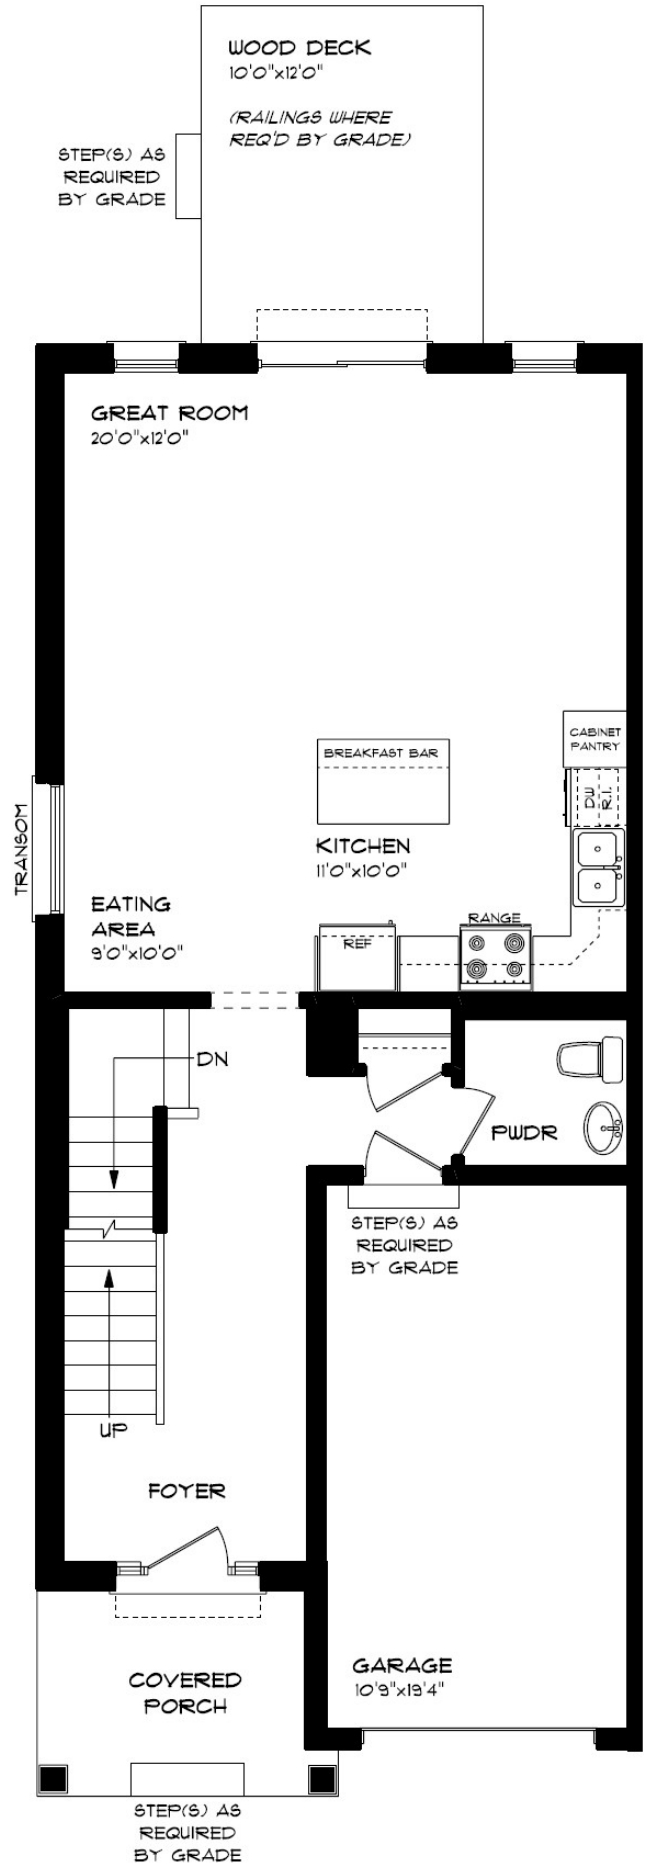 WOOD DECK
10'0"x12'0"
(RAILINGS WHERE
REQ'D BY GRADE)
STEP(S) AS
REQUIRED
BY GRADE
GREAT ROOM
20'0"x12'0"
CABINET
PANTRY
BREAKFAST BAR
DW
R.I.
TRANSOM
KITCHEN
11'0"x10'0"
EATING
AREA
9'0"x10'0"
RANGE
REF
DN
PWDR
STEP(S) AS
REQUIRED
BY GRADE
UP
FOYER
GARAGE
10'9"x19'4"
COVERED
PORCH
STEP(S) AS
REQUIRED
BY GRADE